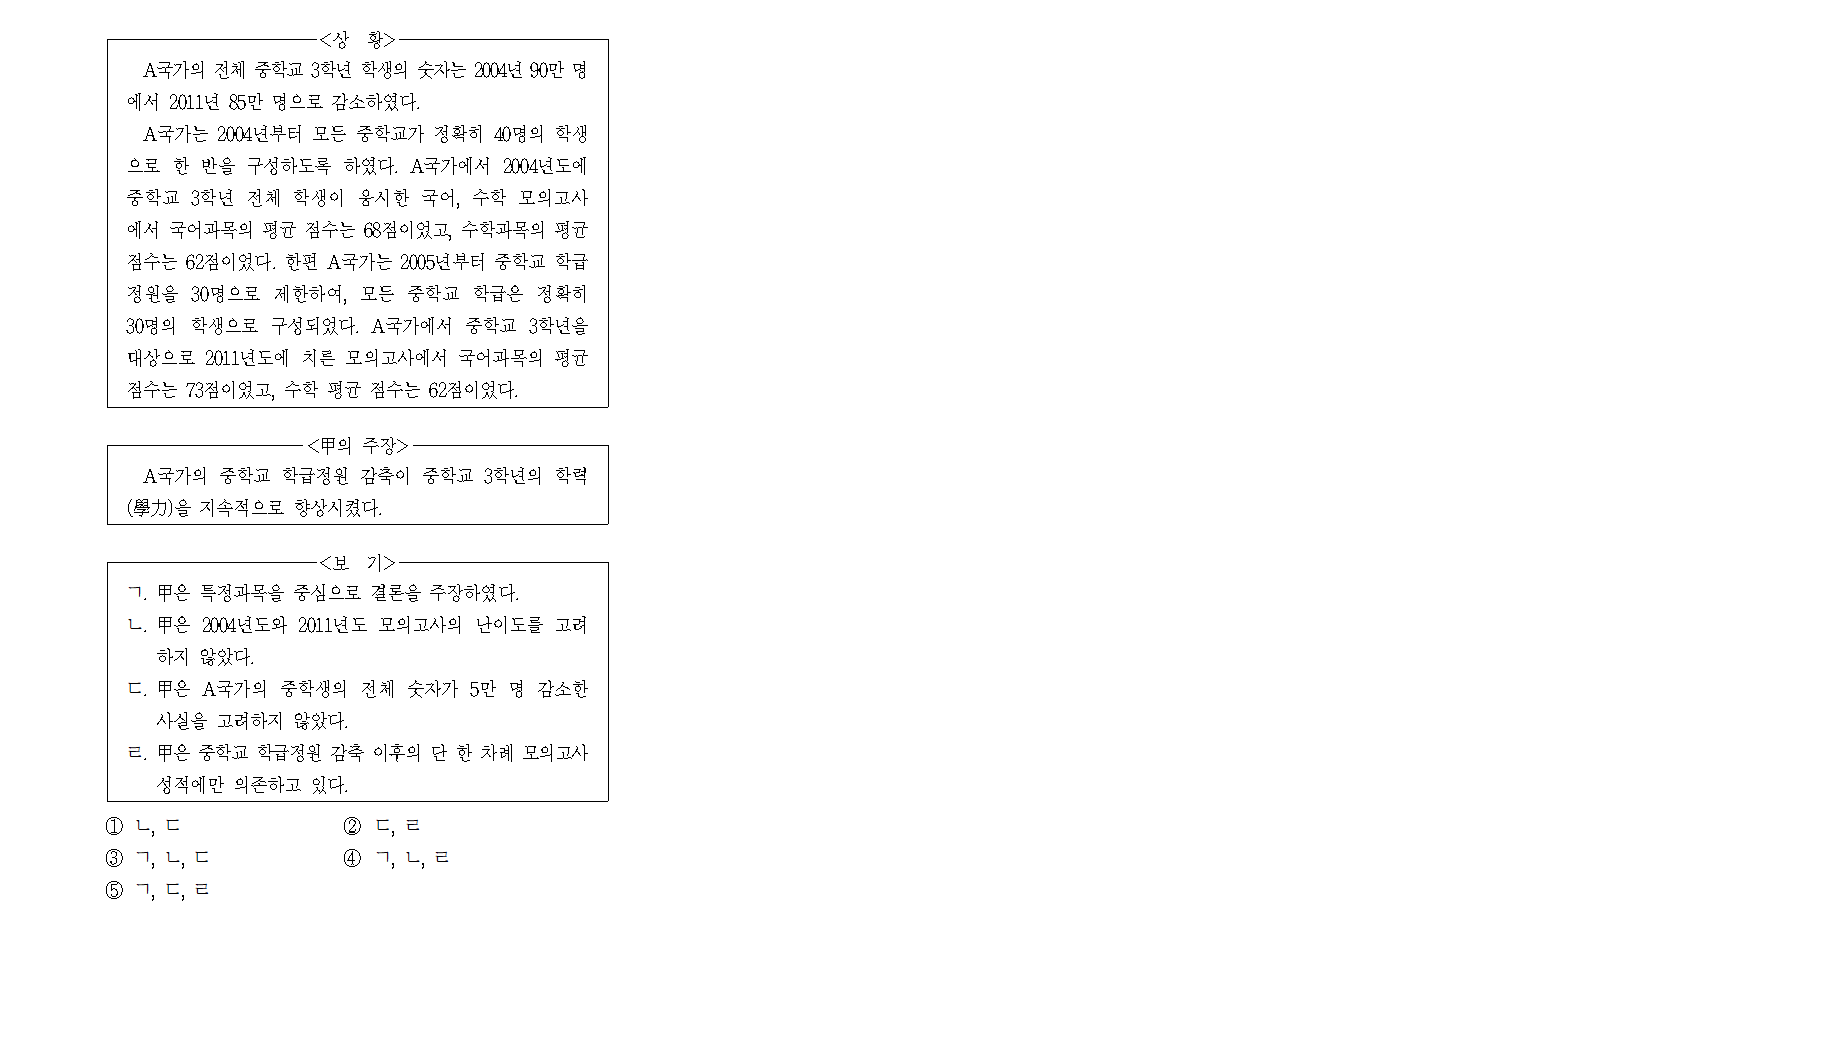 <상 황>
A국가의 전체 중학교 3학년 학생의 숫자는 2004년 90만 명
에서 2011년 85만 명으로 감소하였다.
A국가는 2004년부터 모든 중학교가 정확히 40명의 학생
으로 한 반을 구성하도록 하였다. A국가에서 2004년도에
중학교 3학년 전체 학생이 응시한 국어, 수학 모의고사
에서 국어과목의 평균 점수는 68점이었고, 수학과목의 평균
점수는 62점이었다. 한편 A국가는 2005년부터 중학교 학급
정원을 30명으로 제한하여, 모든 중학교 학급은 정확히
30명의 학생으로 구성되었다. A국가에서 중학교 3학년을
대상으로 2011년도에 치른 모의고사에서 국어과목의 평균
점수는 73점이었고, 수학 평균 점수는 62점이었다.
<甲의 주장>
A국가의 중학교 학급정원 감축이 중학교 3학년의 학력
(學力)을 지속적으로 향상시켰다.
<보 기>
ㄱ. 甲은 특정과목을 중심으로 결론을 주장하였다.
ㄴ. 甲은 2004년도와 2011년도 모의고사의 난이도를 고려
하지 않았다.
ㄷ. 甲은 A국가의 중학생의 전체 숫자가 5만 명 감소한
사실을 고려하지 않았다.
ㄹ. 甲은 중학교 학급정원 감축 이후의 단 한 차례 모의고사
성적에만 의존하고 있다.
① ㄴ, ㄷ ② ㄷ, ㄹ
③ ㄱ, ㄴ, ㄷ ④ ㄱ, ㄴ, ㄹ
⑤ ㄱ, ㄷ, ㄹ